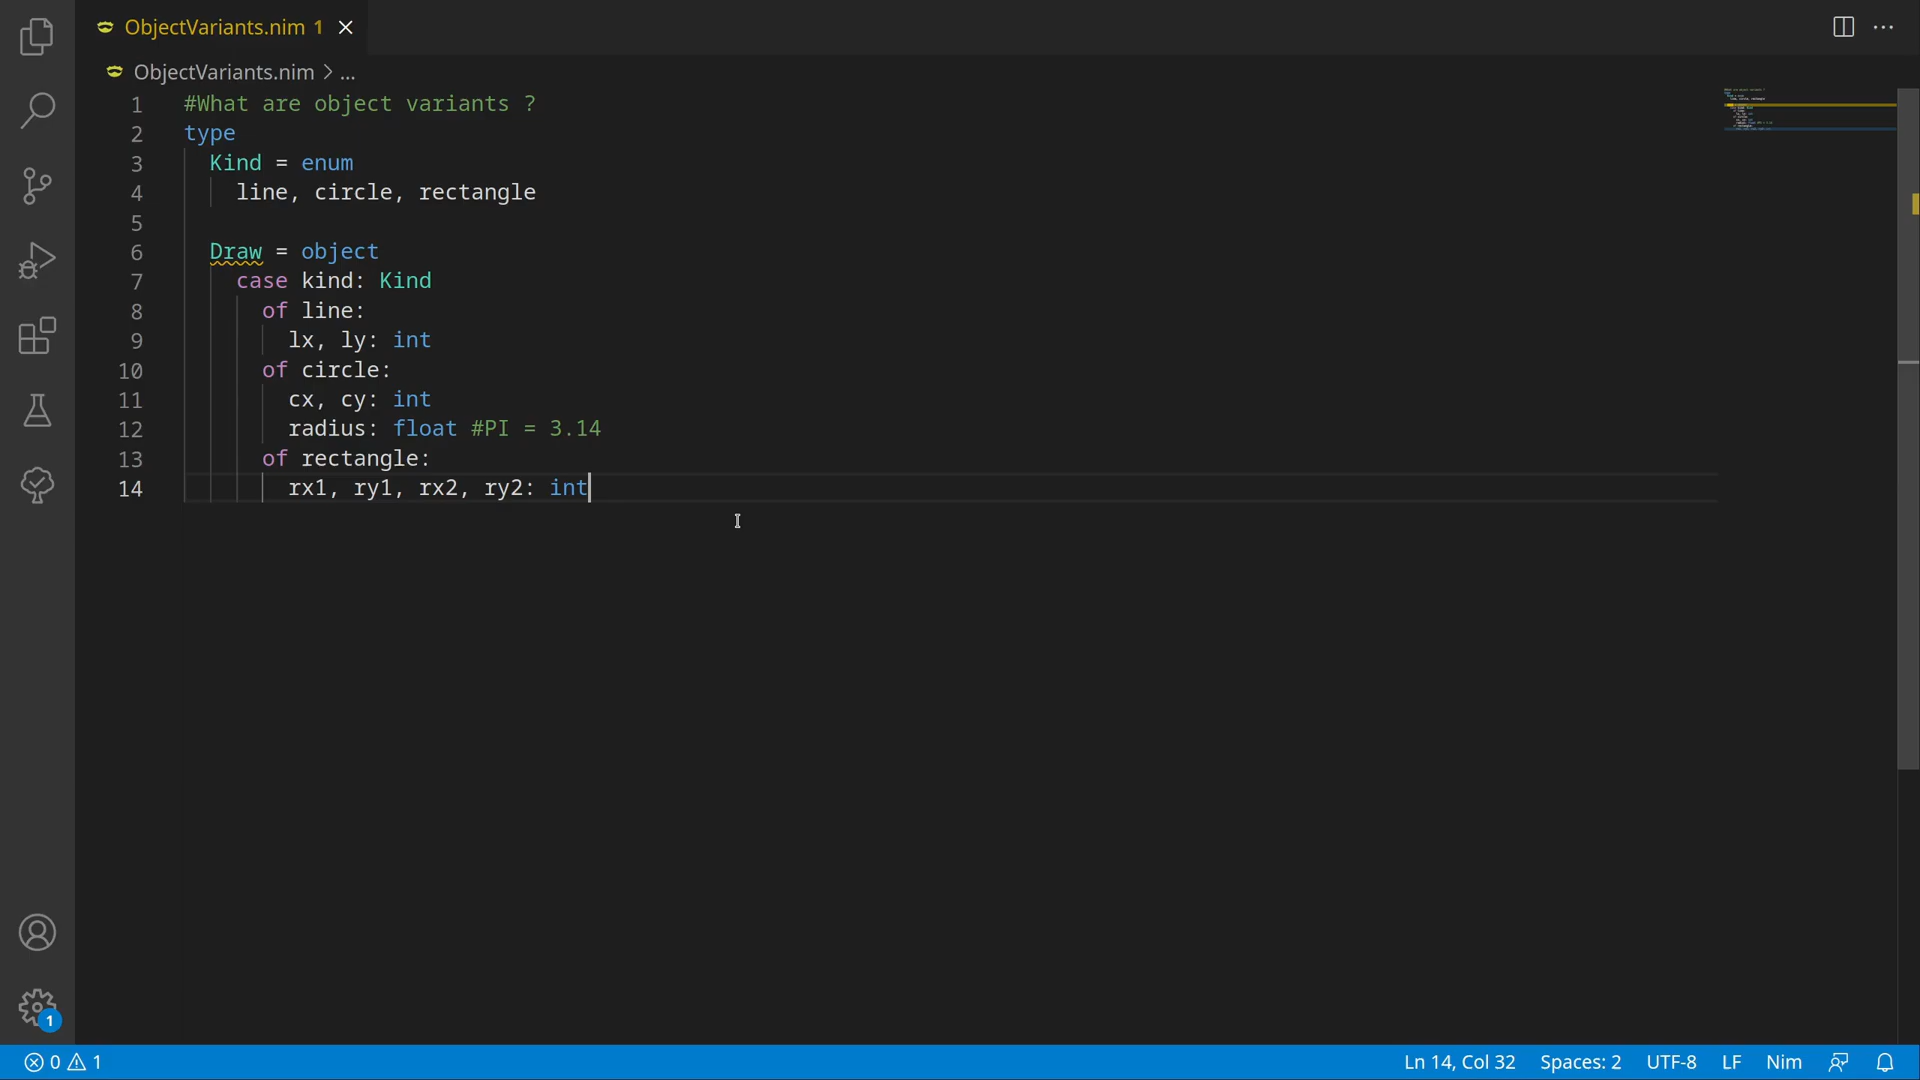 ObjectVariants.nim 1
ObjectVariants.nim > ...
1 #What are object variants ?
2 type
3 Kind = enum
4 line, circle, rectangle
5
6 Draw = object
7 case kind: Kind
8 of line:
9 lx, ly: int
10 of circle:
11 cx, cy: int
12 radius: float #PI = 3.14
13 of rectangle:
14 rx1, ry1, rx2, ry2: int
1
0 1 Ln 14, Col 32 Spaces: 2 UTF-8 LF Nim